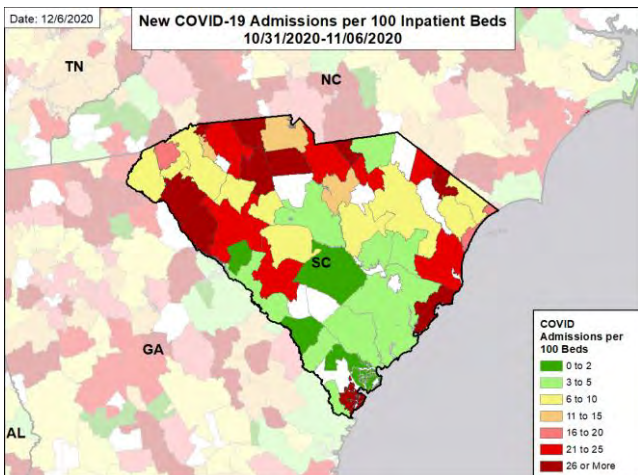 Date: 12/6/2020
New COVID-19 Admissions per 100 Inpatient Beds
10/31/2020-11/06/2020
TN
NC
SC
GA
AL
COVID
Admissions per
100 Beds
0 to 2
3 to 5
6 to 10
11 to 15
16 to 20
21 to 25
26 or More